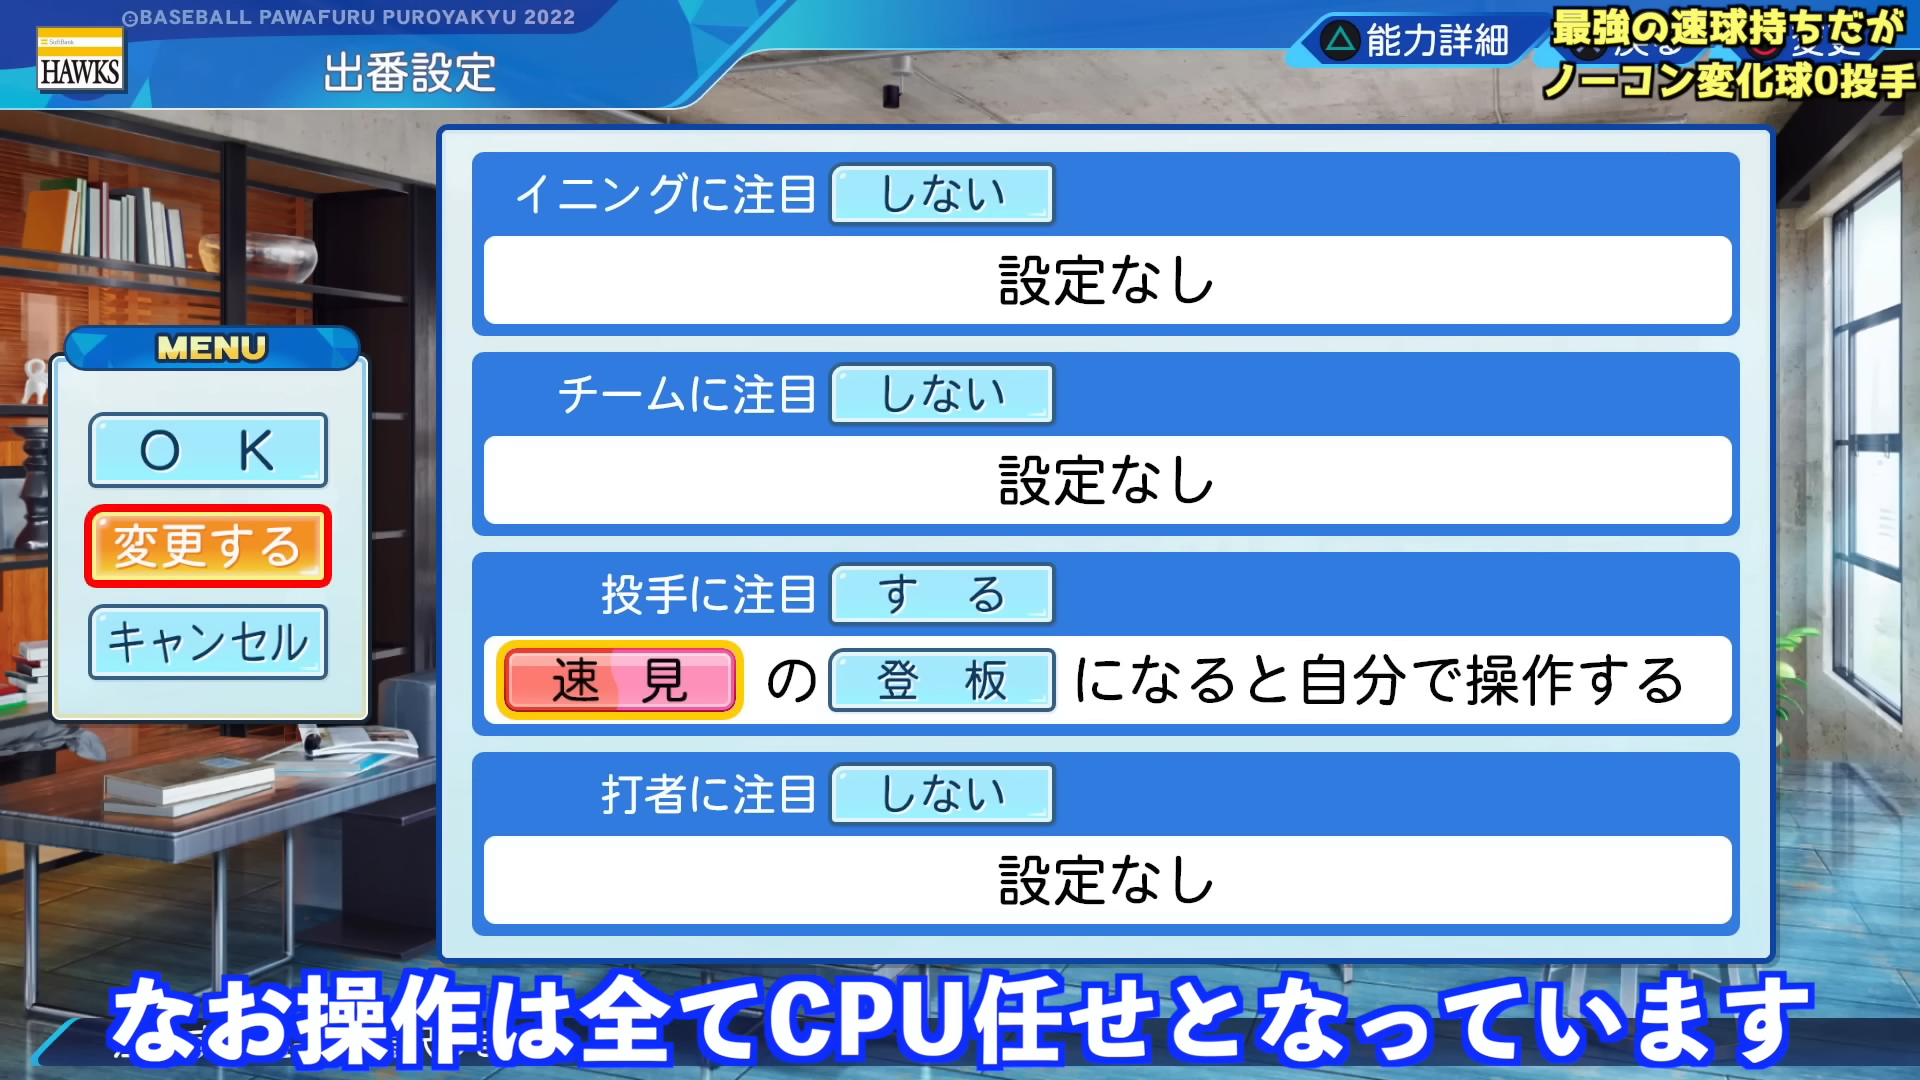 ©BASEBALL PAWAFURU PUROYAKYU 2022
SoftBank
HAWKS
出番設定
能力詳細
最強の速球持ちだが
ノーコン変化球0投手
イニングに注目 しない
設定なし
チームに注目 しない
設定なし
投手に注目 する
速見 の 登板 になると自分で操作する
打者に注目 しない
設定なし
MENU
OK
変更する
キャンセル
なお操作は全てCPU任せとなっています